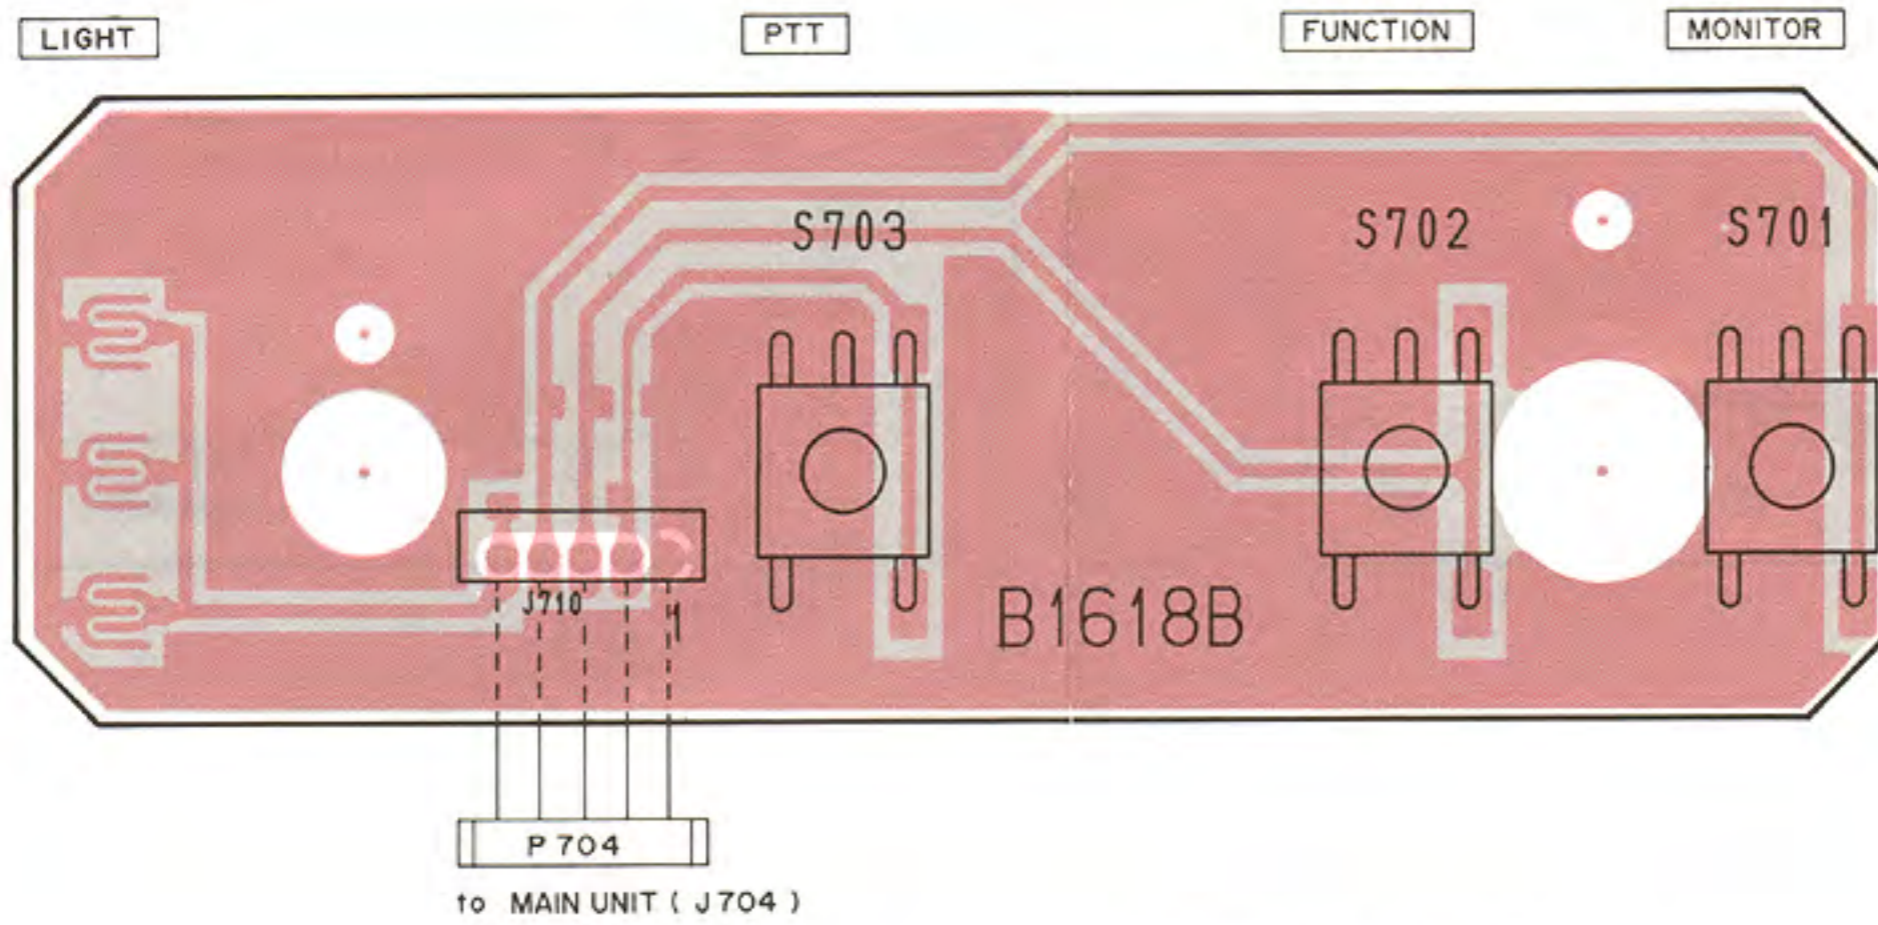 LIGHT
PTT
FUNCTION
MONITOR
S703
S702
S701
J710
1
B1618B
P704
to MAIN UNIT ( J704 )